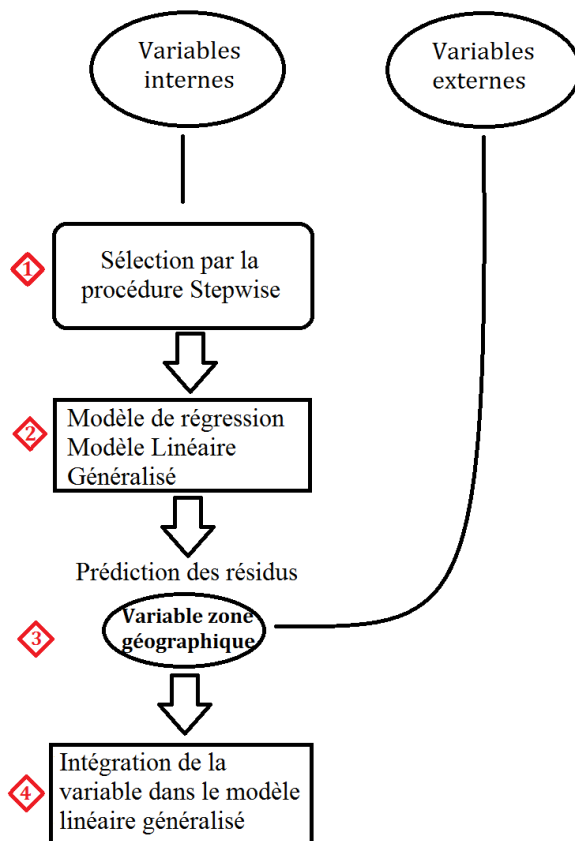 Variables
internes
Variables
externes
1
Sélection par la
procédure Stepwise
2
Modèle de régression
Modèle Linéaire
Généralisé
Prédiction des résidus
3
Variable zone
géographique
4
Intégration de la
variable dans le modèle
linéaire généralisé